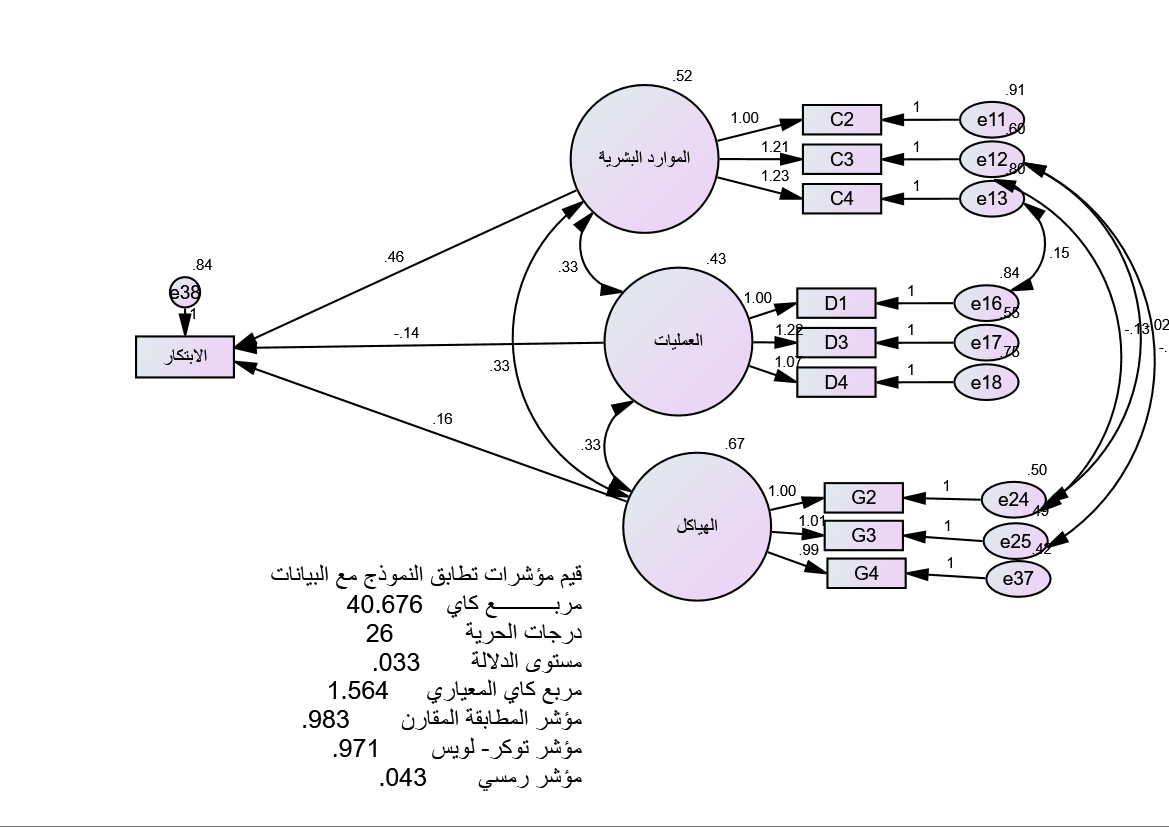 .52
.91
1.00
C2
1
e11
.60
الموارد البشرية
1.21
C3
1
e12
.80
1.23
C4
1
e13
.15
.46
.33
.43
.84
.84
e38
1
1.00
D1
1
e16
.55
-.14
العمليات
1.22
D3
1
e17
-.13
.02
-.
.75
الابتكار
1.07
D4
1
e18
.33
.16
.33
.67
.50
1.00
G2
1
e24
.49
الهياكل
1.01
G3
1
e25
.42
.99
G4
1
e37
قيم مؤشرات تطابق النموذج مع البيانات
مربـــــــــع كاي 40.676
درجات الحرية 26
مستوى الدلالة .033
مربع كاي المعياري 1.564
مؤشر المطابقة المقارن .983
مؤشر توكر- لويس .971
مؤشر رمسي .043